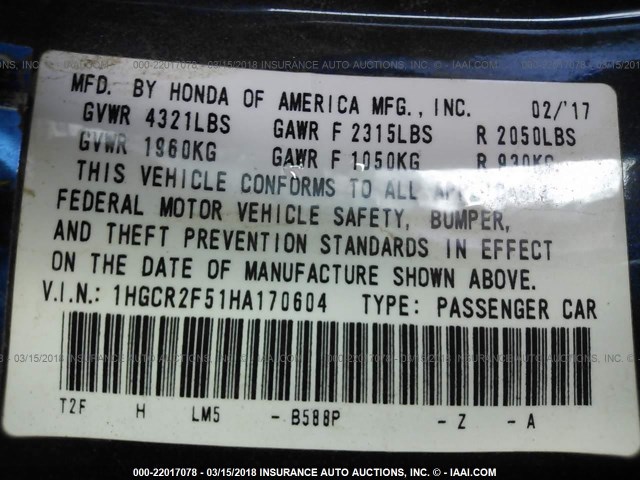 MFD. BY HONDA OF AMERICA MFG., INC. 02/'17
GVWR 4321LBS GAWR F 2315LBS R 2050LBS
GVWR 1960KG GAWR F 1050KG R 930KG
THIS VEHICLE CONFORMS TO ALL APPLICABLE
FEDERAL MOTOR VEHICLE SAFETY, BUMPER,
AND THEFT PREVENTION STANDARDS IN EFFECT
ON THE DATE OF MANUFACTURE SHOWN ABOVE.
V.I.N.: 1HGCR2F51HA170604 TYPE: PASSENGER CAR
T2F H LM5 - B588P - Z - A
000-22017078 - 03/15/2018 INSURANCE AUTO AUCTIONS, INC. - © IAAI.COM